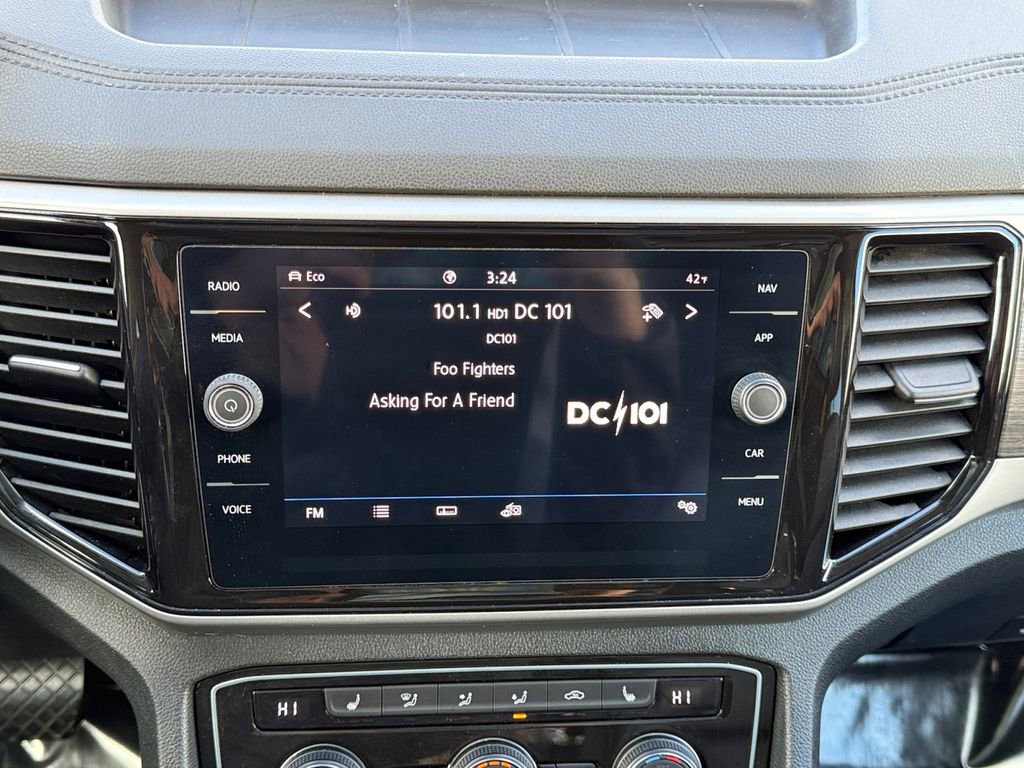 RADIO
MEDIA
PHONE
VOICE
Eco 3:24 42°F
< HD 101.1 HD1 DC 101 >
DC101
Foo Fighters
Asking For A Friend
DC101
FM
NAV
APP
CAR
MENU
HI HI